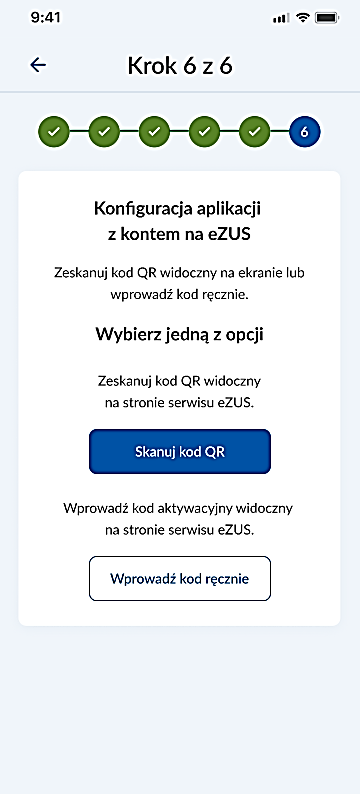 9:41
Krok 6 z 6
6
Konfiguracja aplikacji
z kontem na eZUS
Zeskanuj kod QR widoczny na ekranie lub
wprowadź kod ręcznie.
Wybierz jedną z opcji
Zeskanuj kod QR widoczny
na stronie serwisu eZUS.
Skanuj kod QR
Wprowadź kod aktywacyjny widoczny
na stronie serwisu eZUS.
Wprowadź kod ręcznie